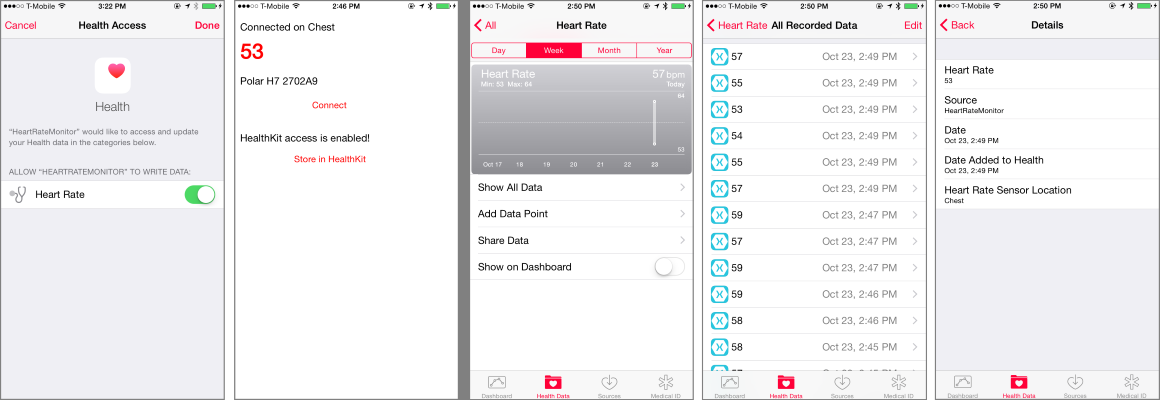 ●●●○○ T-Mobile 3:22 PM
Cancel Health Access Done
Health
“HeartRateMonitor” would like to access and update
your Health data in the categories below.
ALLOW “HEARTRATEMONITOR” TO WRITE DATA:
Heart Rate
●●●○○ T-Mobile 2:46 PM
Connected on Chest
53
Polar H7 2702A9
Connect
HealthKit access is enabled!
Store in HealthKit
●●●○○ T-Mobile 2:50 PM
All Heart Rate
Day Week Month Year
Heart Rate 57 bpm
Min: 53 Max: 64 Today
64
53
Oct 17 18 19 20 21 22 23
Show All Data
Add Data Point
Share Data
Show on Dashboard
Dashboard Health Data Sources Medical ID
●●●○○ T-Mobile 2:50 PM
Heart Rate All Recorded Data Edit
57 Oct 23, 2:49 PM
55 Oct 23, 2:49 PM
53 Oct 23, 2:49 PM
54 Oct 23, 2:49 PM
55 Oct 23, 2:49 PM
57 Oct 23, 2:49 PM
59 Oct 23, 2:47 PM
57 Oct 23, 2:47 PM
59 Oct 23, 2:47 PM
59 Oct 23, 2:46 PM
58 Oct 23, 2:46 PM
58 Oct 23, 2:45 PM
Dashboard Health Data Sources Medical ID
●●●○○ T-Mobile 2:50 PM
Back Details
Heart Rate
53
Source
HeartRateMonitor
Date
Oct 23, 2:49 PM
Date Added to Health
Oct 23, 2:49 PM
Heart Rate Sensor Location
Chest
Dashboard Health Data Sources Medical ID